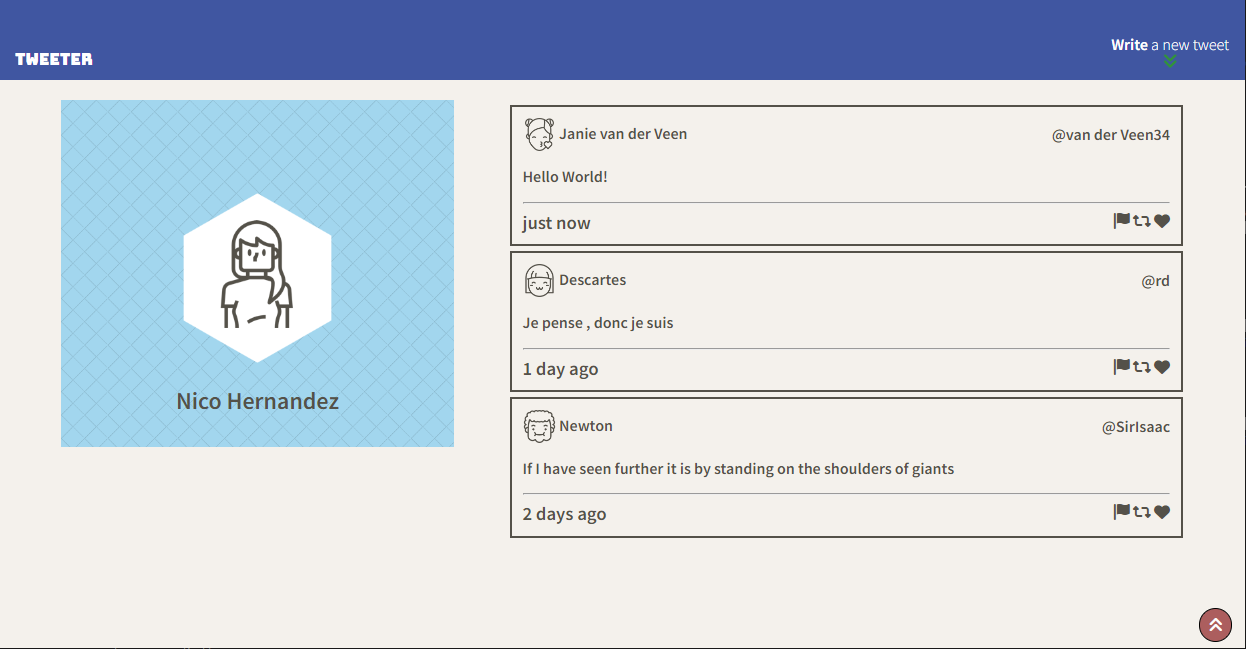 TWEETER
Write a new tweet
Nico Hernandez
Janie van der Veen
@van der Veen34
Hello World!
just now
Descartes
@rd
Je pense , donc je suis
1 day ago
Newton
@SirIsaac
If I have seen further it is by standing on the shoulders of giants
2 days ago